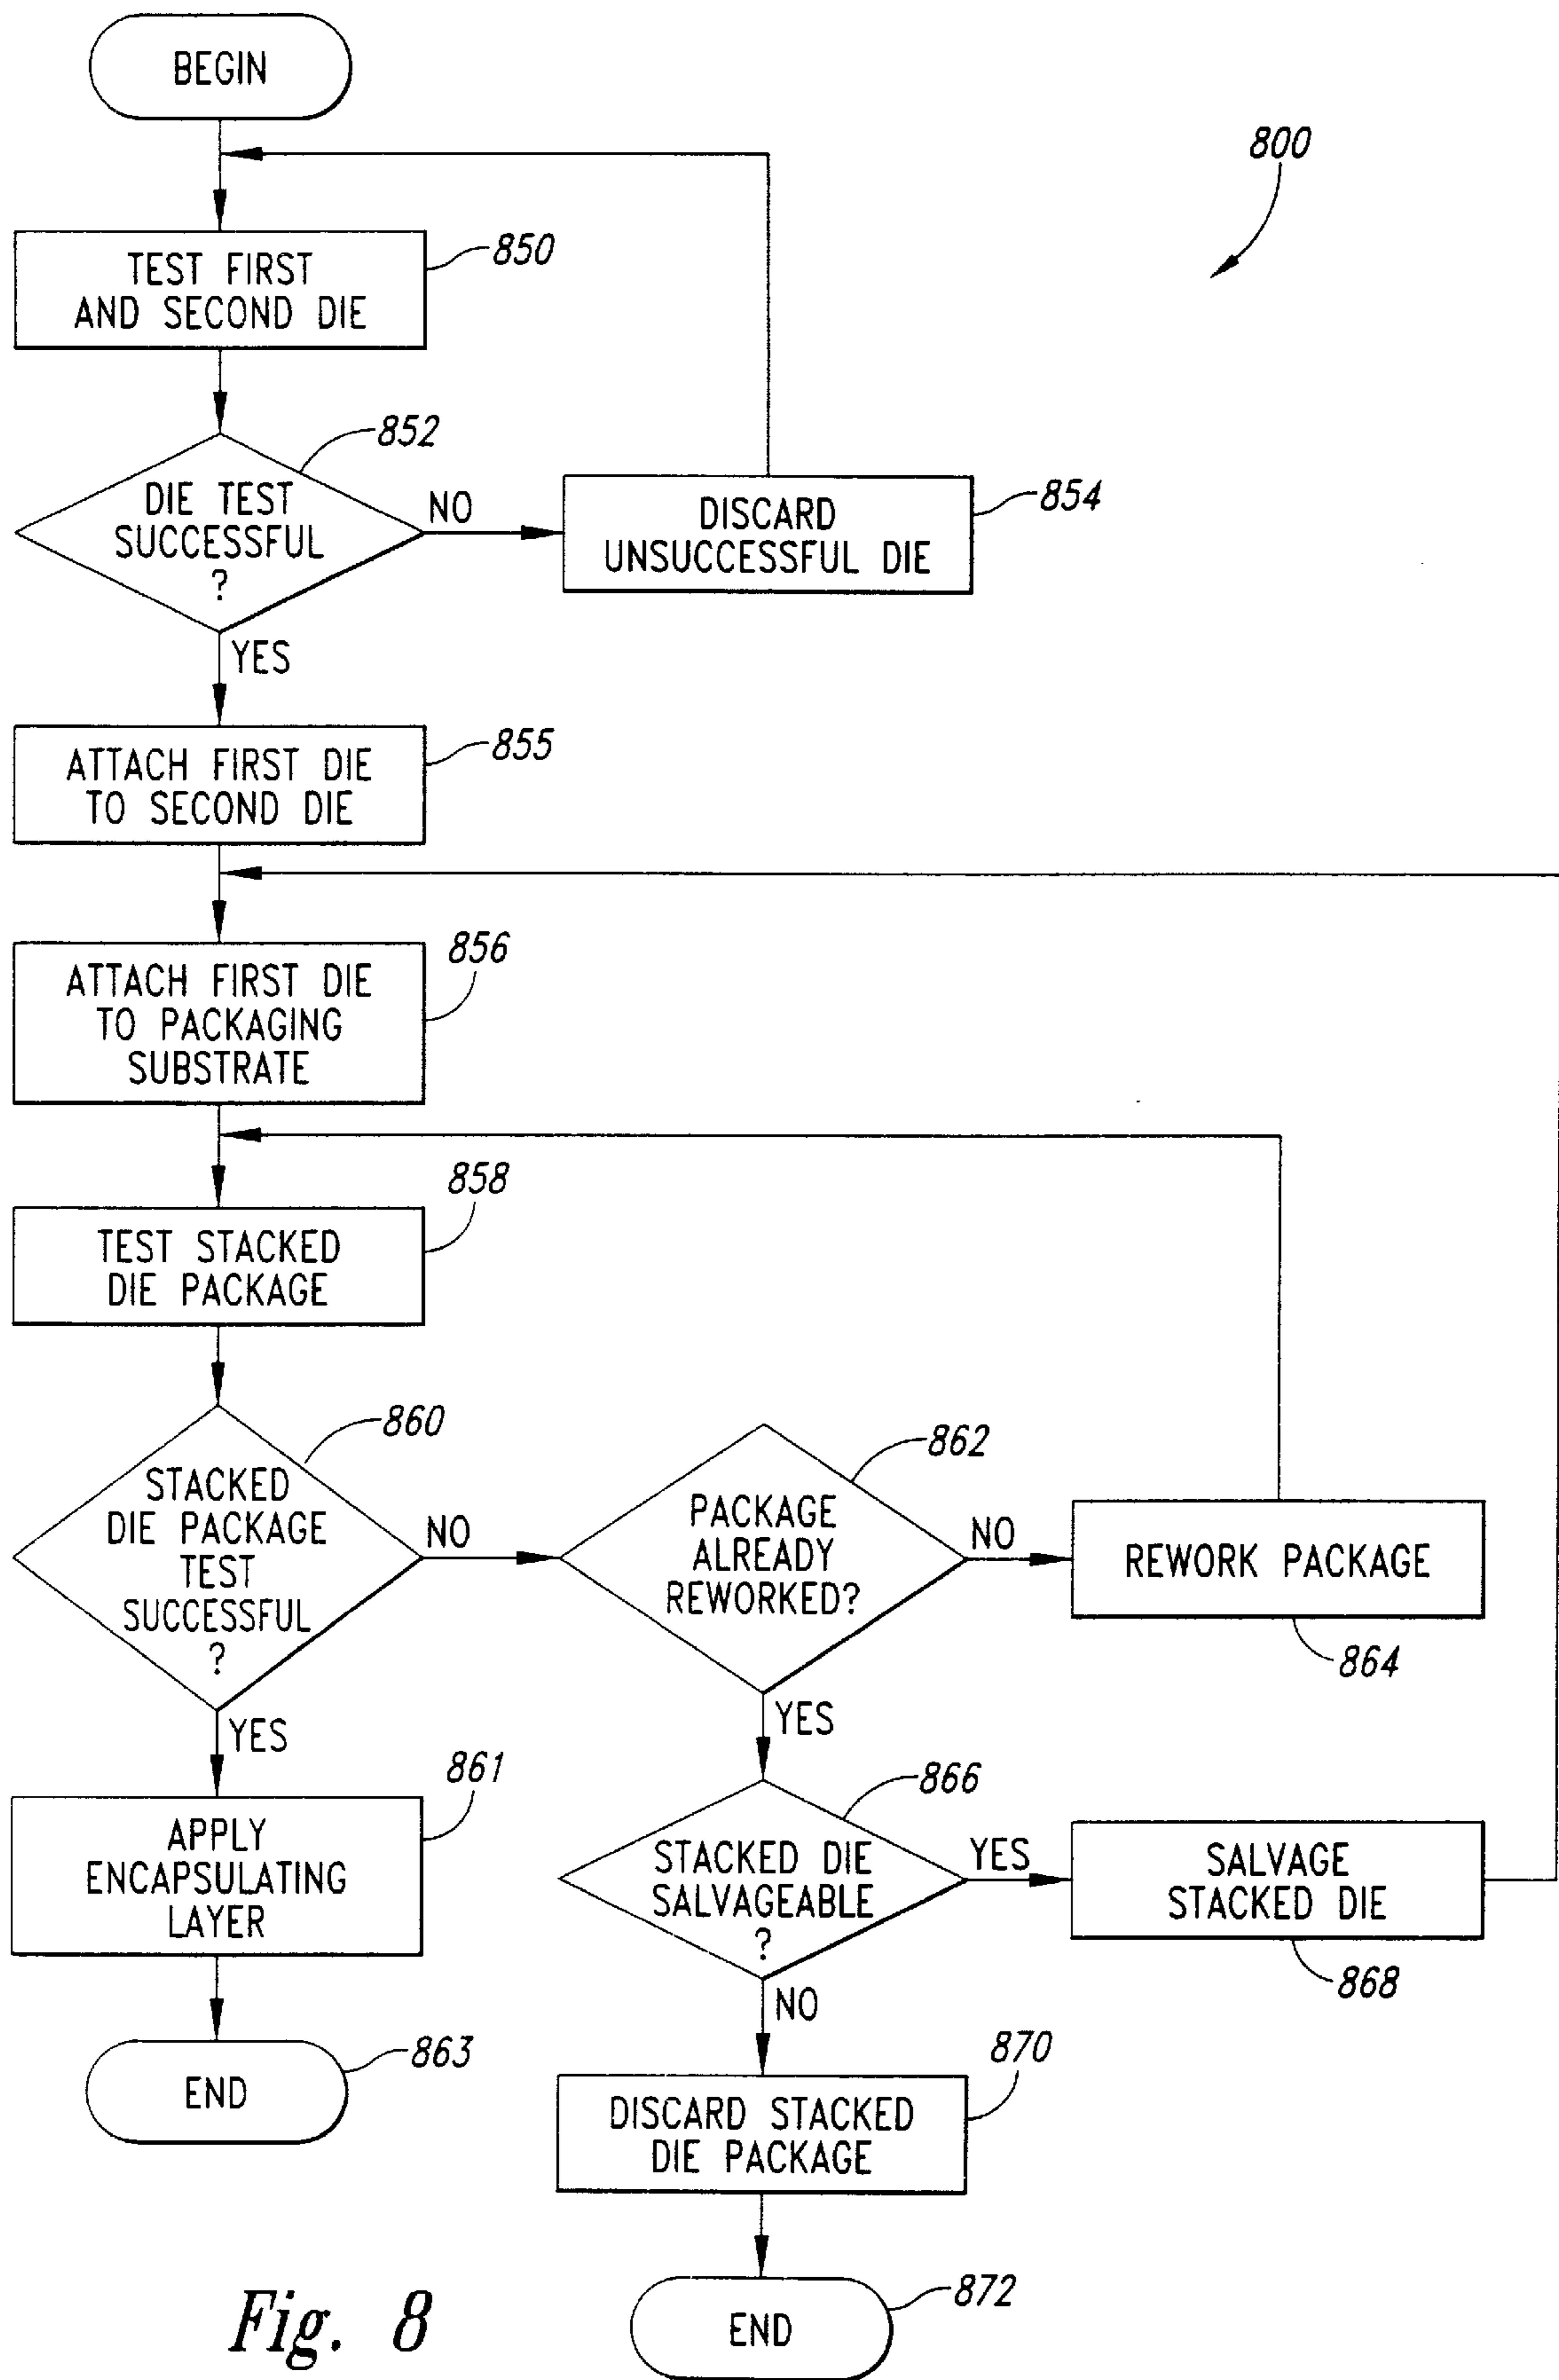 BEGIN
800
TEST FIRST
AND SECOND DIE
850
852
DIE TEST
SUCCESSFUL
?
NO
DISCARD
UNSUCCESSFUL DIE
854
YES
ATTACH FIRST DIE
TO SECOND DIE
855
ATTACH FIRST DIE
TO PACKAGING
SUBSTRATE
856
TEST STACKED
DIE PACKAGE
858
860
STACKED
DIE PACKAGE
TEST
SUCCESSFUL
?
NO
862
PACKAGE
ALREADY
REWORKED?
NO
REWORK PACKAGE
864
YES
YES
APPLY
ENCAPSULATING
LAYER
861
866
STACKED DIE
SALVAGEABLE
?
YES
SALVAGE
STACKED DIE
868
NO
END
863
DISCARD STACKED
DIE PACKAGE
870
END
872
Fig. 8